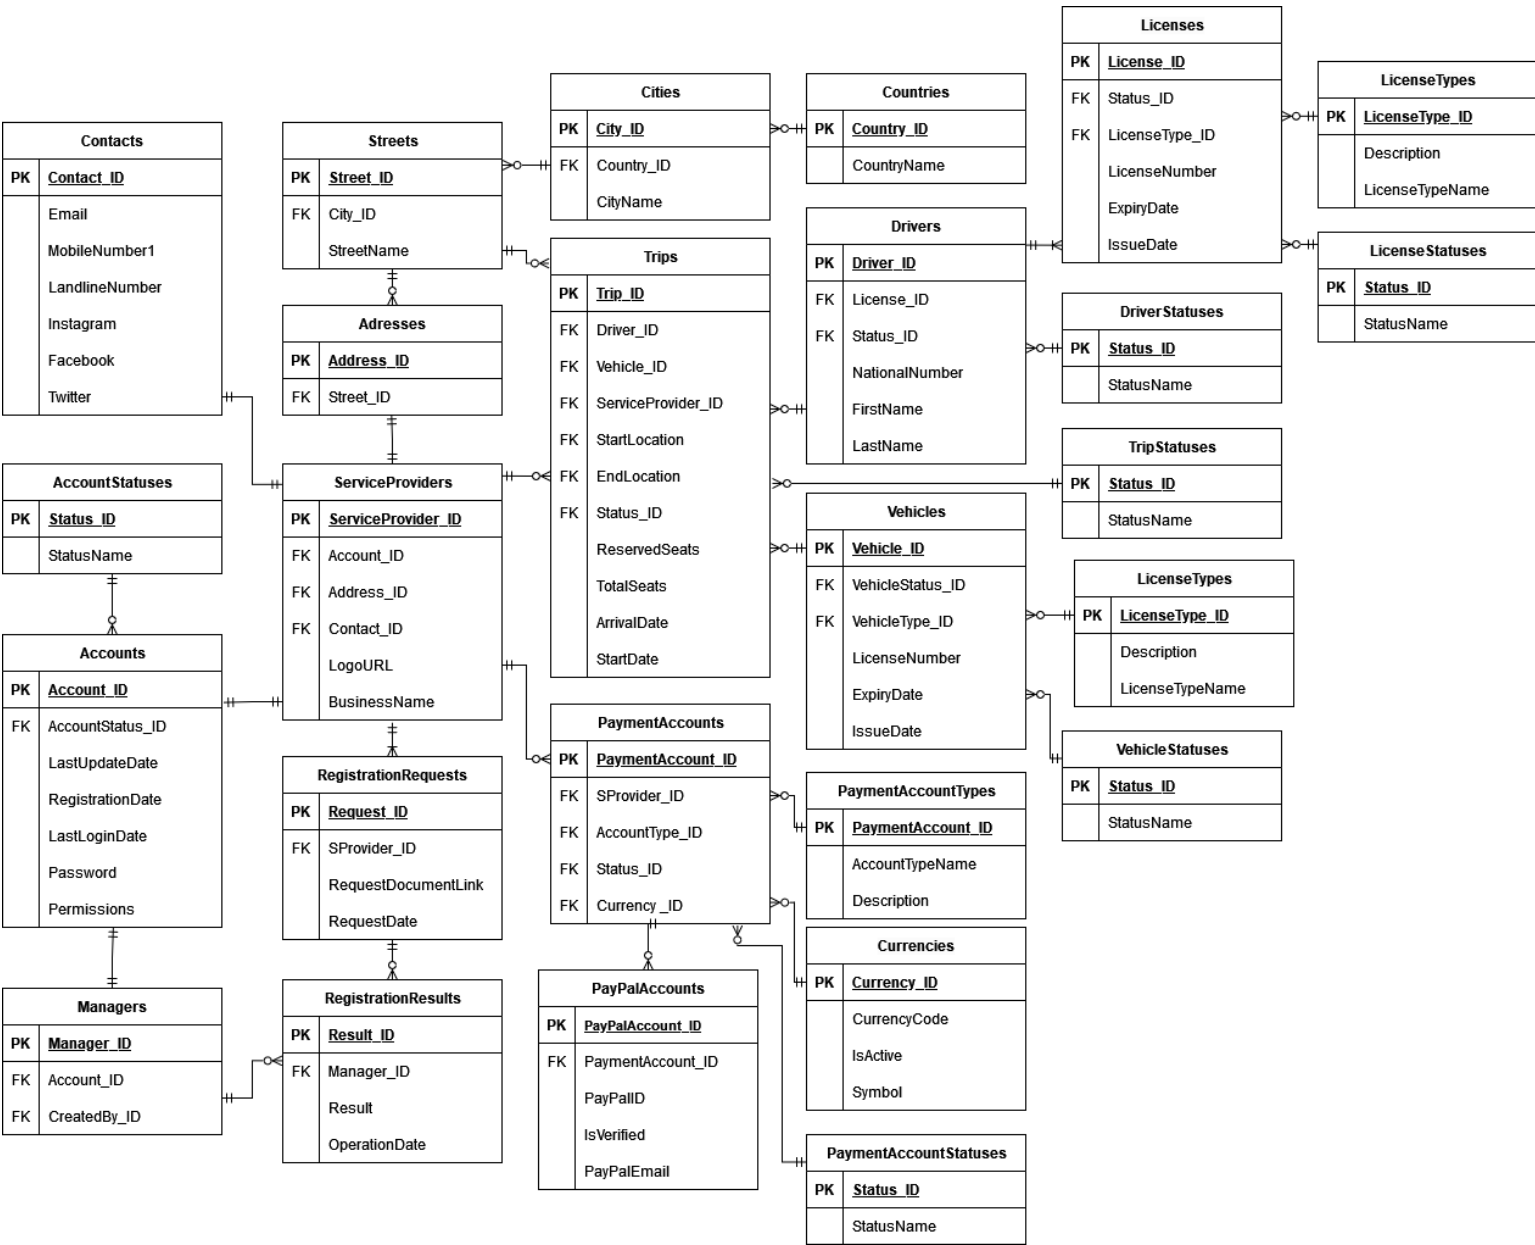 Contacts
PK Contact_ID
Email
MobileNumber1
LandlineNumber
Instagram
Facebook
Twitter
AccountStatuses
PK Status_ID
StatusName
Accounts
PK Account_ID
FK AccountStatus_ID
LastUpdateDate
RegistrationDate
LastLoginDate
Password
Permissions
Managers
PK Manager_ID
FK Account_ID
FK CreatedBy_ID
Streets
PK Street_ID
FK City_ID
StreetName
Adresses
PK Address_ID
FK Street_ID
ServiceProviders
PK ServiceProvider_ID
FK Account_ID
FK Address_ID
FK Contact_ID
LogoURL
BusinessName
RegistrationRequests
PK Request_ID
FK SProvider_ID
RequestDocumentLink
RequestDate
RegistrationResults
PK Result_ID
FK Manager_ID
Result
OperationDate
Cities
PK City_ID
FK Country_ID
CityName
Trips
PK Trip_ID
FK Driver_ID
FK Vehicle_ID
FK ServiceProvider_ID
FK StartLocation
FK EndLocation
FK Status_ID
ReservedSeats
TotalSeats
ArrivalDate
StartDate
PaymentAccounts
PK PaymentAccount_ID
FK SProvider_ID
FK AccountType_ID
FK Status_ID
FK Currency _ID
PayPalAccounts
PK PayPalAccount_ID
FK PaymentAccount_ID
PayPalID
IsVerified
PayPalEmail
Countries
PK Country_ID
CountryName
Drivers
PK Driver_ID
FK License_ID
FK Status_ID
NationalNumber
FirstName
LastName
Vehicles
PK Vehicle_ID
FK VehicleStatus_ID
FK VehicleType_ID
LicenseNumber
ExpiryDate
IssueDate
PaymentAccountTypes
PK PaymentAccount_ID
AccountTypeName
Description
Currencies
PK Currency_ID
CurrencyCode
IsActive
Symbol
PaymentAccountStatuses
PK Status_ID
StatusName
Licenses
PK License_ID
FK Status_ID
FK LicenseType_ID
LicenseNumber
ExpiryDate
IssueDate
DriverStatuses
PK Status_ID
StatusName
TripStatuses
PK Status_ID
StatusName
LicenseTypes
PK LicenseType_ID
Description
LicenseTypeName
VehicleStatuses
PK Status_ID
StatusName
LicenseTypes
PK LicenseType_ID
Description
LicenseTypeName
LicenseStatuses
PK Status_ID
StatusName